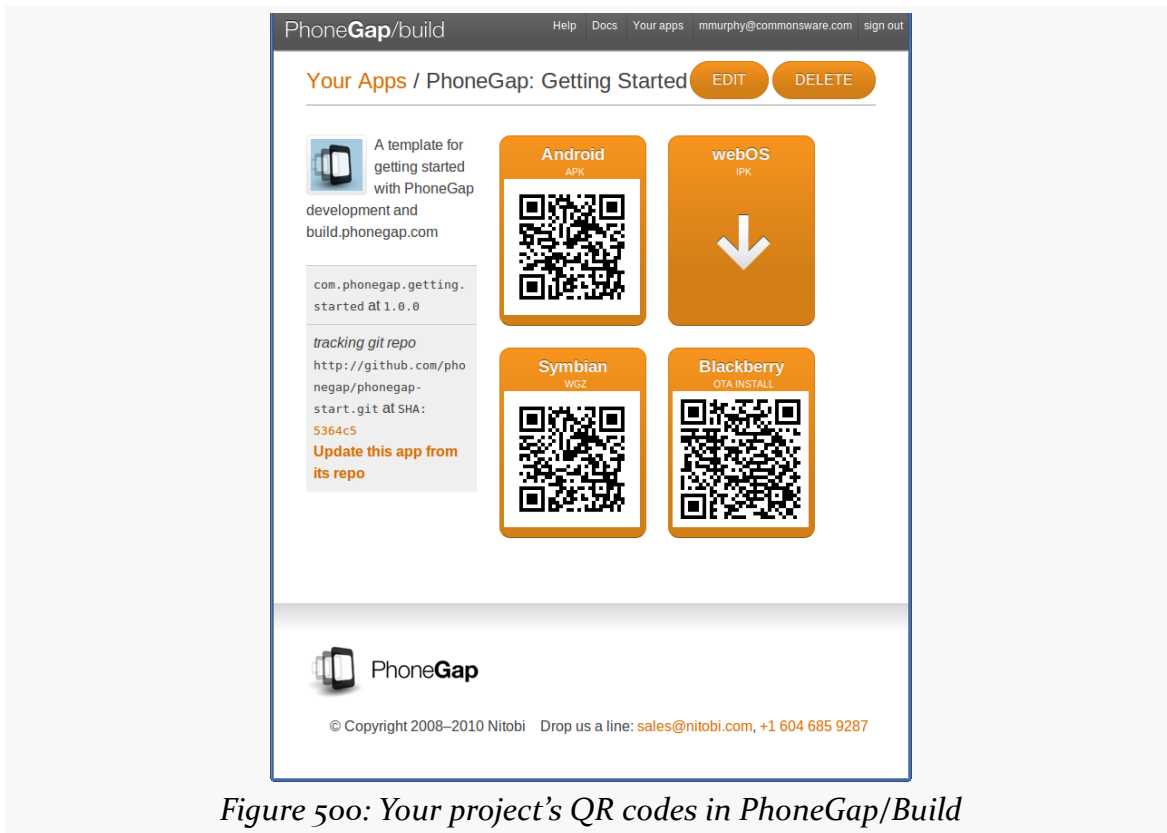 PhoneGap/build
Help Docs Your apps mmurphy@commonsware.com sign out
Your Apps / PhoneGap: Getting Started EDIT DELETE
A template for
getting started
with PhoneGap
development and
build.phonegap.com
com.phonegap.getting.
started at 1.0.0
tracking git repo
http://github.com/pho
negap/phonegap-
start.git at SHA:
5364c5
Update this app from
its repo
Android
APK
webOS
IPK
Symbian
WGZ
Blackberry
OTA INSTALL
PhoneGap
© Copyright 2008–2010 Nitobi Drop us a line: sales@nitobi.com, +1 604 685 9287
Figure 500: Your project's QR codes in PhoneGap/Build